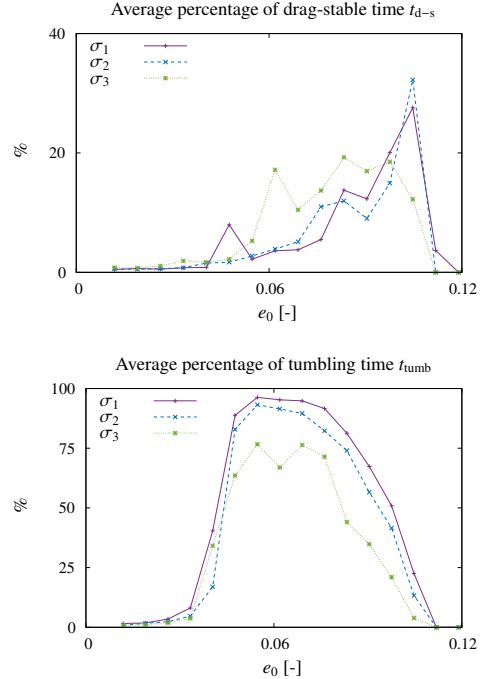 Average percentage of drag-stable time t_d−s
40
20
0
%
σ1
σ2
σ3
0 0.06 0.12
e0 [-]
Average percentage of tumbling time t_tumb
100
75
50
25
0
%
σ1
σ2
σ3
0 0.06 0.12
e0 [-]